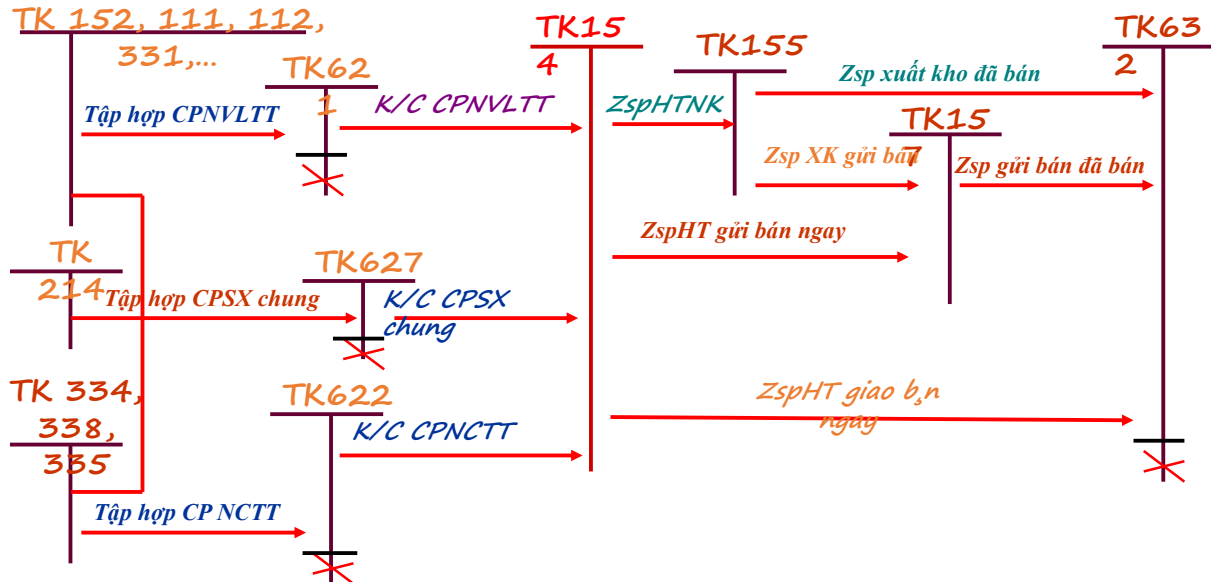 TK 152, 111, 112,
331,...
TK15
4
TK155
TK63
2
TK62
1
Zsp xuất kho đã bán
Tập hợp CPNVLTT
K/C CPNVLTT
ZspHTNK
TK15
7
Zsp XK gửi bán
Zsp gửi bán đã bán
ZspHT gửi bán ngay
TK
214
TK627
Tập hợp CPSX chung
K/C CPSX
chung
TK 334,
338,
335
TK622
K/C CPNCTT
ZspHT giao b¸n
ngay
Tập hợp CP NCTT